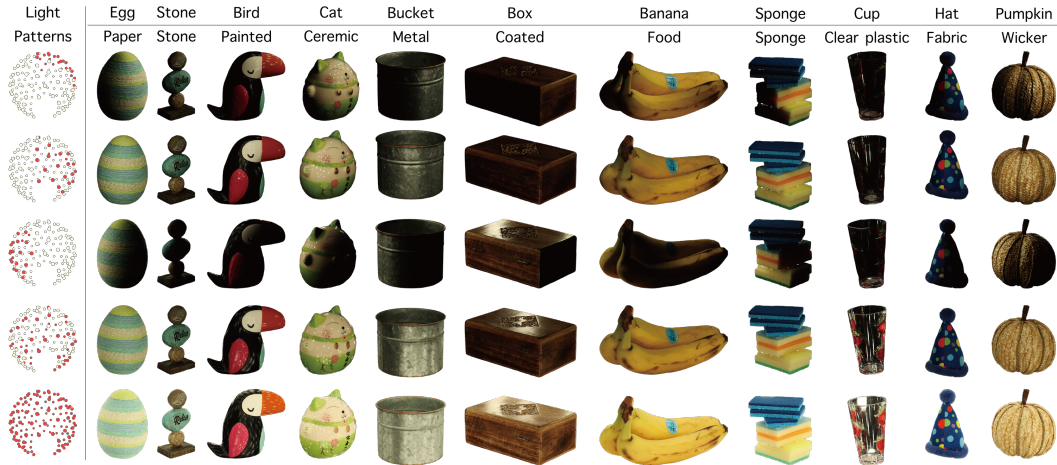 Light Egg Stone Bird Cat Bucket Box Banana Sponge Cup Hat Pumpkin
Patterns Paper Stone Painted Ceremic Metal Coated Food Sponge Clear plastic Fabric Wicker